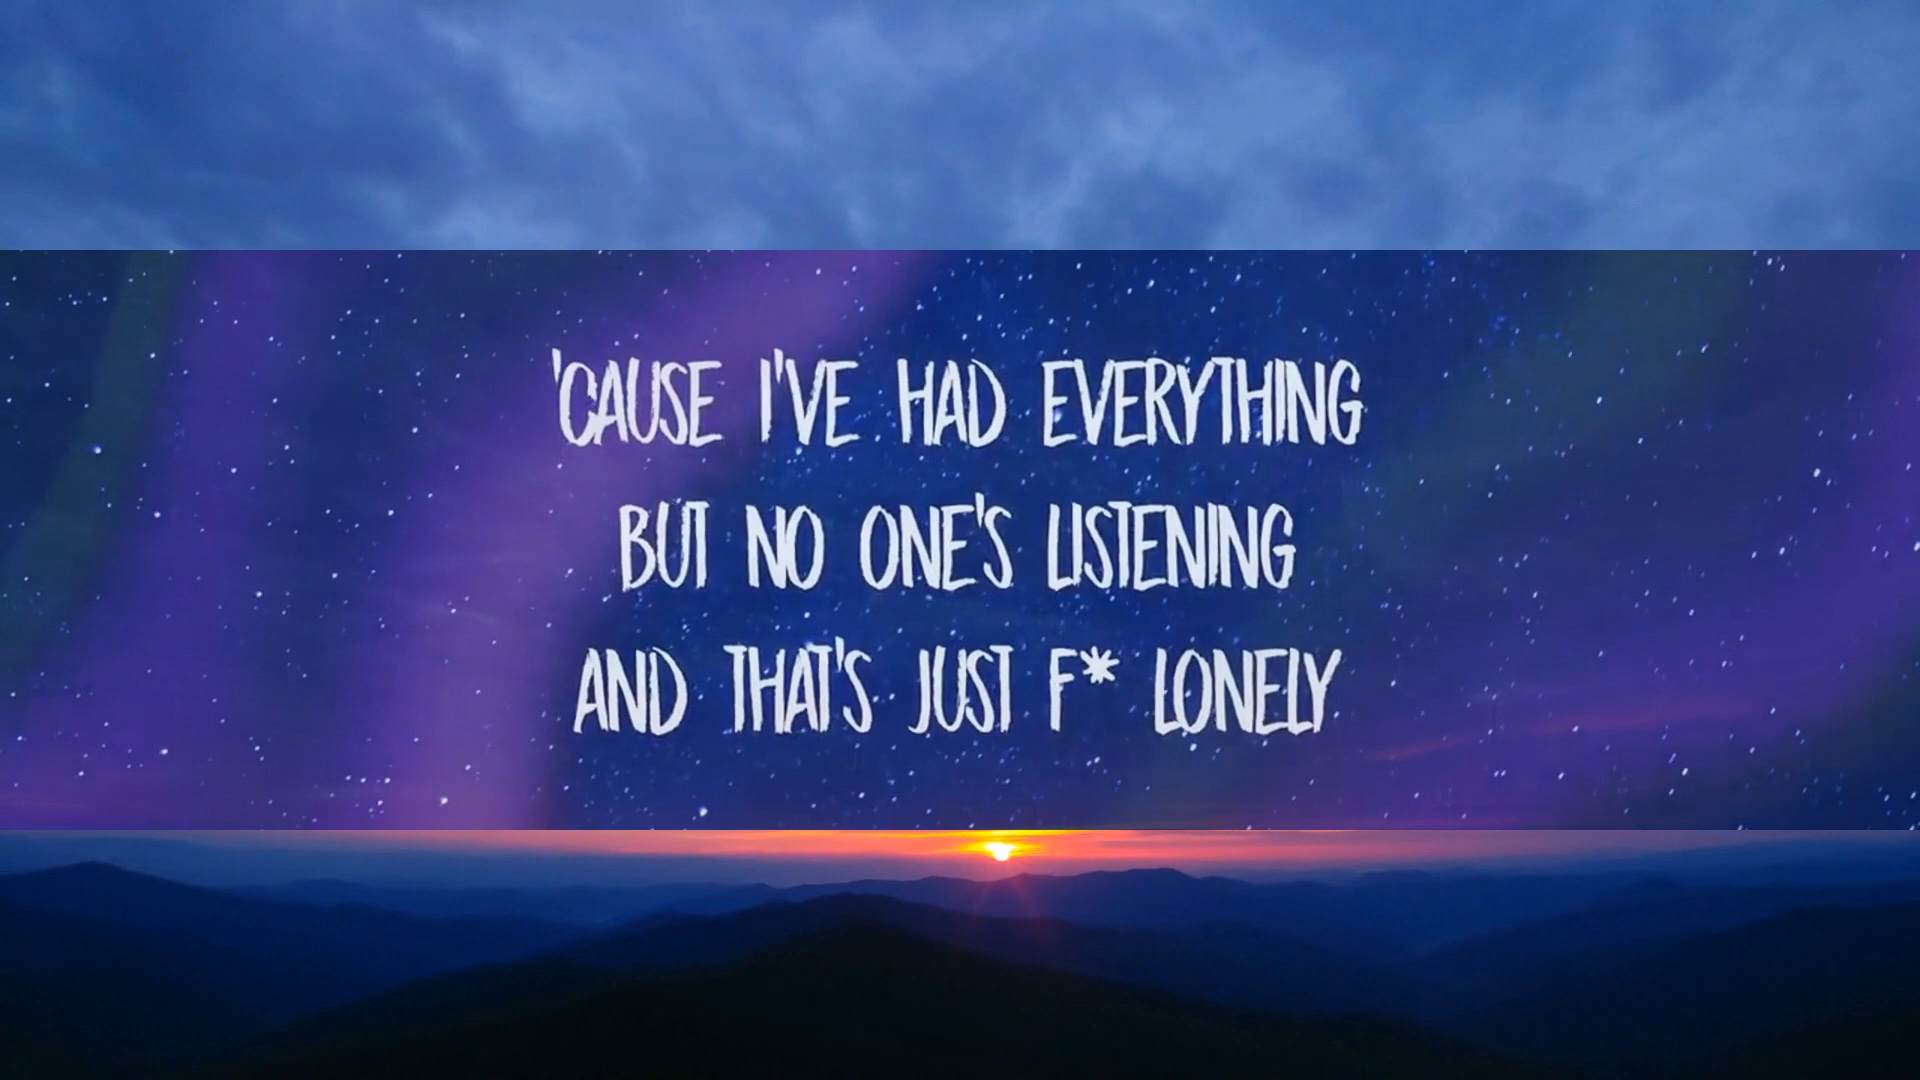 'CAUSE I'VE HAD EVERYTHING
BUT NO ONE'S LISTENING
AND THAT'S JUST F* LONELY